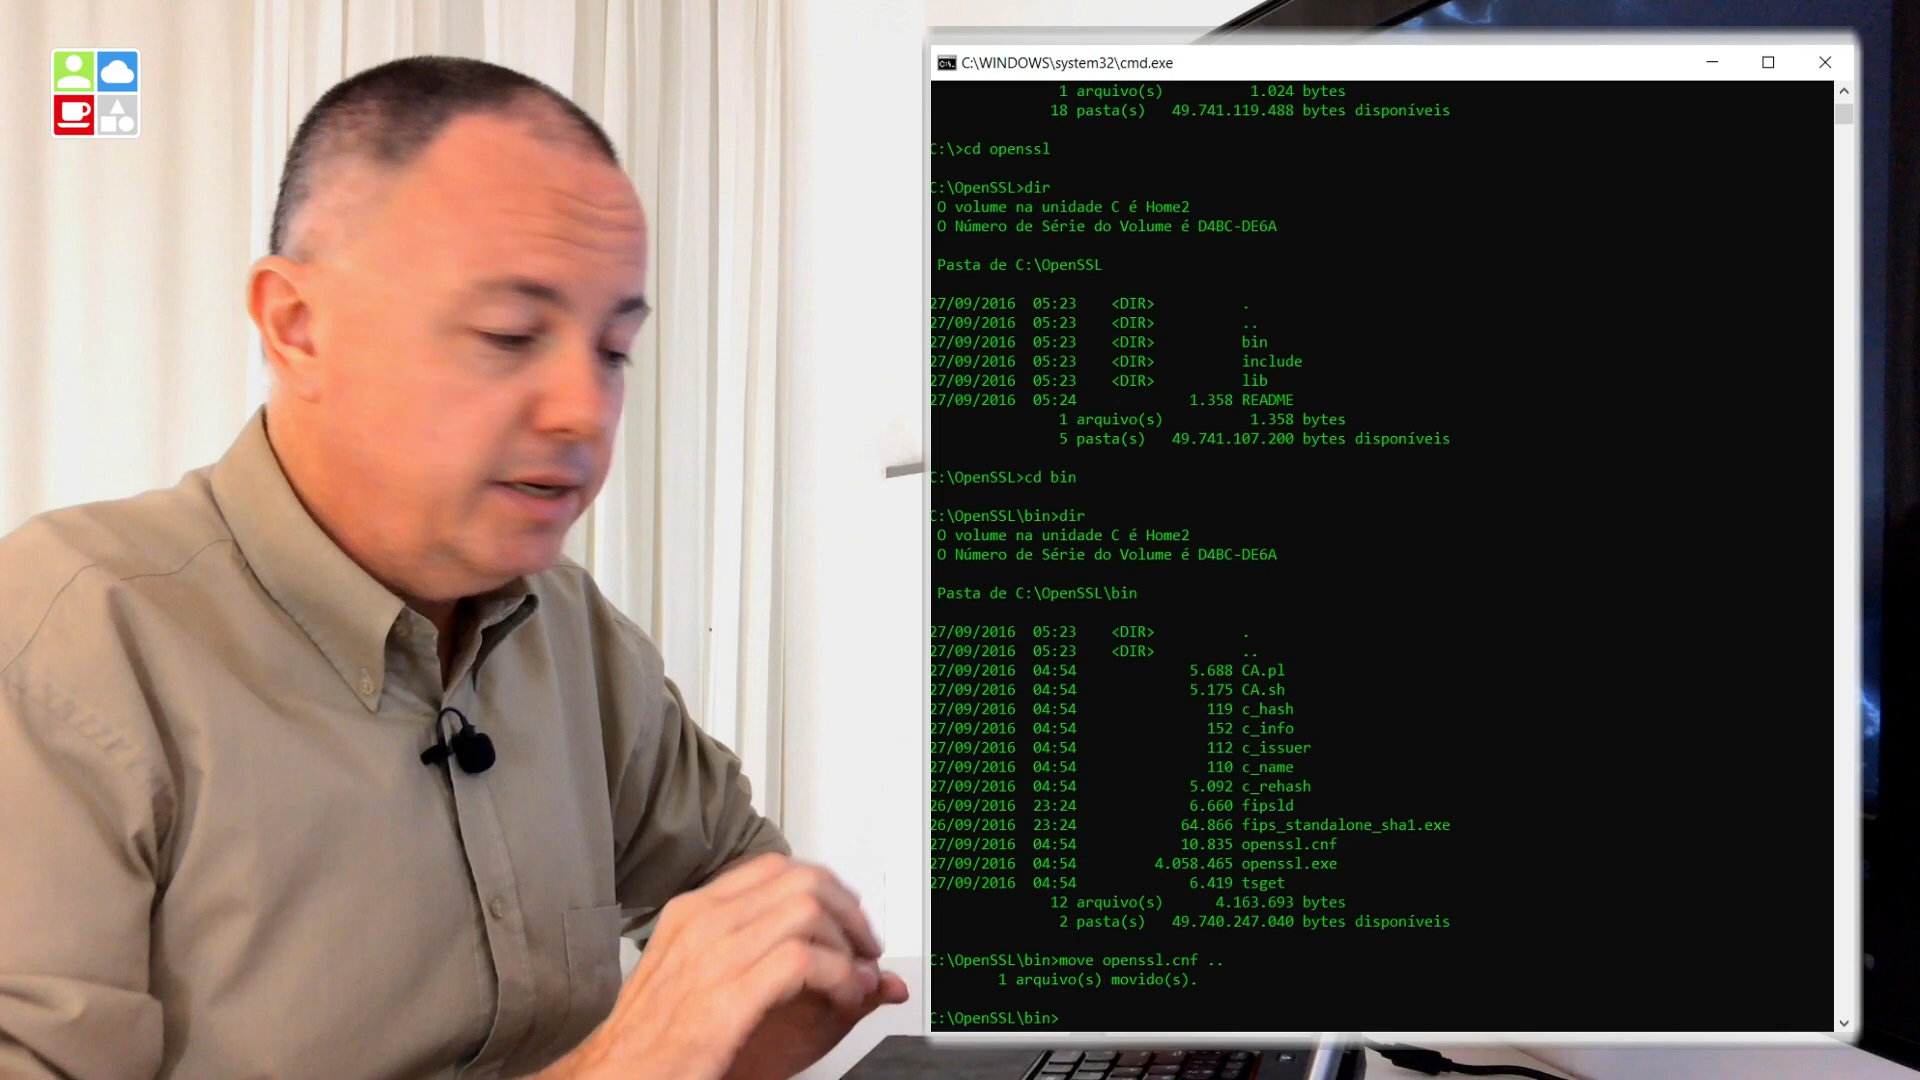 C:\WINDOWS\system32\cmd.exe
1 arquivo(s) 1.024 bytes
18 pasta(s) 49.741.119.488 bytes disponíveis
C:\>cd openssl
C:\OpenSSL>dir
O volume na unidade C é Home2
O Número de Série do Volume é D4BC-DE6A
Pasta de C:\OpenSSL
27/09/2016 05:23 <DIR> .
27/09/2016 05:23 <DIR> ..
27/09/2016 05:23 <DIR> bin
27/09/2016 05:23 <DIR> include
27/09/2016 05:23 <DIR> lib
27/09/2016 05:24 1.358 README
1 arquivo(s) 1.358 bytes
5 pasta(s) 49.741.107.200 bytes disponíveis
C:\OpenSSL>cd bin
C:\OpenSSL\bin>dir
O volume na unidade C é Home2
O Número de Série do Volume é D4BC-DE6A
Pasta de C:\OpenSSL\bin
27/09/2016 05:23 <DIR> .
27/09/2016 05:23 <DIR> ..
27/09/2016 04:54 5.688 CA.pl
27/09/2016 04:54 5.175 CA.sh
27/09/2016 04:54 119 c_hash
27/09/2016 04:54 152 c_info
27/09/2016 04:54 112 c_issuer
27/09/2016 04:54 110 c_name
27/09/2016 04:54 5.092 c_rehash
26/09/2016 23:24 6.660 fipsld
26/09/2016 23:24 64.866 fips_standalone_sha1.exe
27/09/2016 04:54 10.835 openssl.cnf
27/09/2016 04:54 4.058.465 openssl.exe
27/09/2016 04:54 6.419 tsget
12 arquivo(s) 4.163.693 bytes
2 pasta(s) 49.740.247.040 bytes disponíveis
C:\OpenSSL\bin>move openssl.cnf ..
1 arquivo(s) movido(s).
C:\OpenSSL\bin>